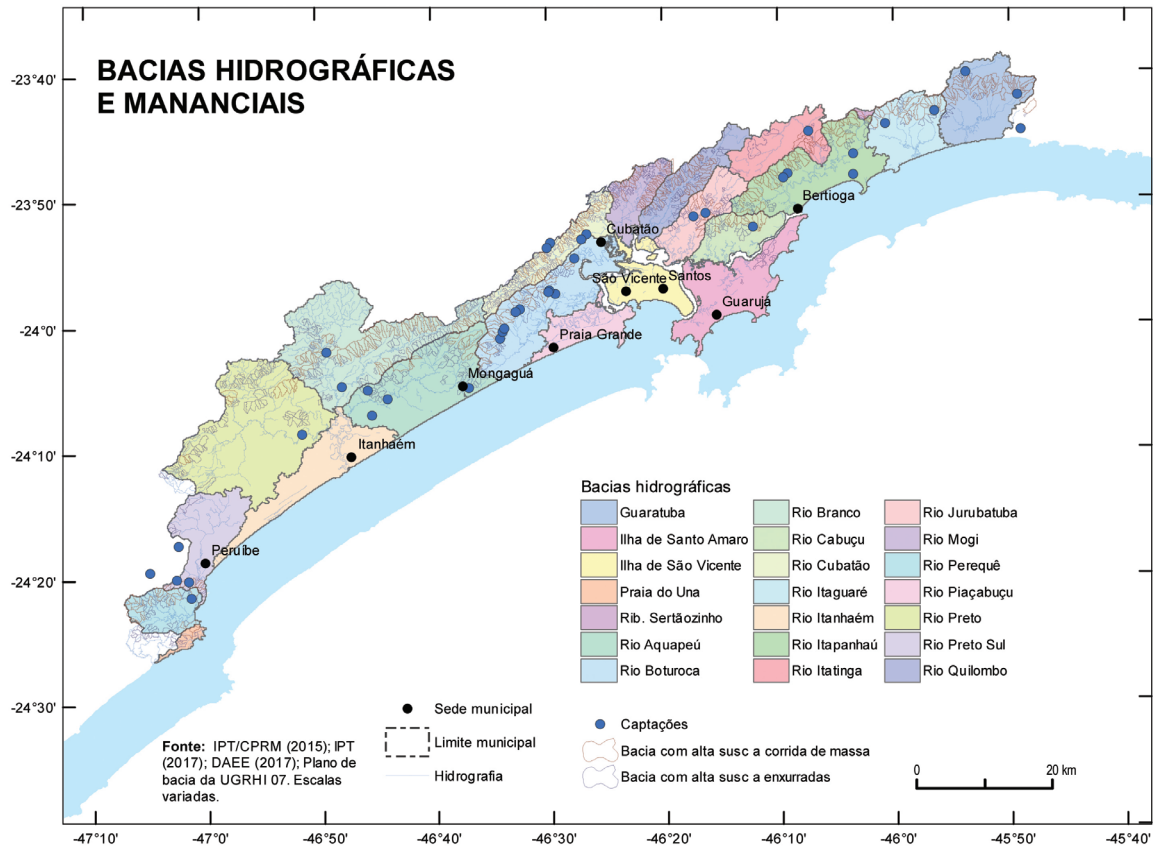 BACIAS HIDROGRÁFICAS
E MANANCIAIS
-23°40'
-23°50'
-24°0'
-24°10'
-24°20'
-24°30'
Bertioga
Cubatão
São Vicente
Santos
Guarujá
Praia Grande
Mongaguá
Itanhaém
Peruíbe
Bacias hidrográficas
Guaratuba
Ilha de Santo Amaro
Ilha de São Vicente
Praia do Una
Rib. Sertãozinho
Rio Aquapeú
Rio Boturoca
Rio Branco
Rio Cabuçu
Rio Cubatão
Rio Itaguaré
Rio Itanhaém
Rio Itapanhaú
Rio Itatinga
Rio Jurubatuba
Rio Mogi
Rio Perequê
Rio Piaçabuçu
Rio Preto
Rio Preto Sul
Rio Quilombo
Sede municipal
Limite municipal
Hidrografia
Captações
Bacia com alta susc a corrida de massa
Bacia com alta susc a enxurradas
Fonte: IPT/CPRM (2015); IPT
(2017); DAEE (2017); Plano de
bacia da UGRHI 07. Escalas
variadas.
0 20 km
-47°10' -47°0' -46°50' -46°40' -46°30' -46°20' -46°10' -46°0' -45°50' -45°40'